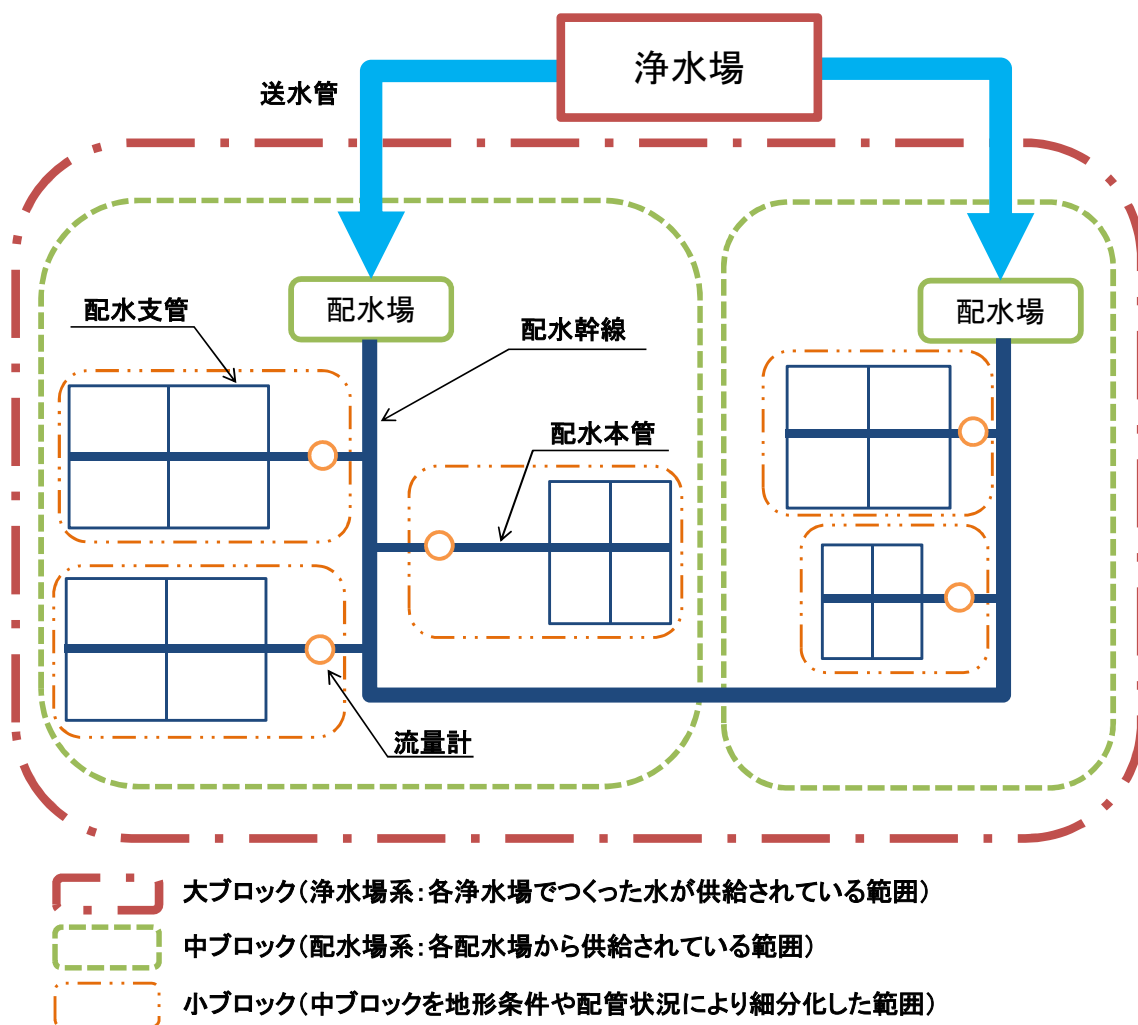 浄水場
送水管
配水場
配水場
配水支管
配水幹線
配水本管
流量計
大ブロック(浄水場系:各浄水場でつくった水が供給されている範囲)
中ブロック(配水場系:各配水場から供給されている範囲)
小ブロック(中ブロックを地形条件や配管状況により細分化した範囲)